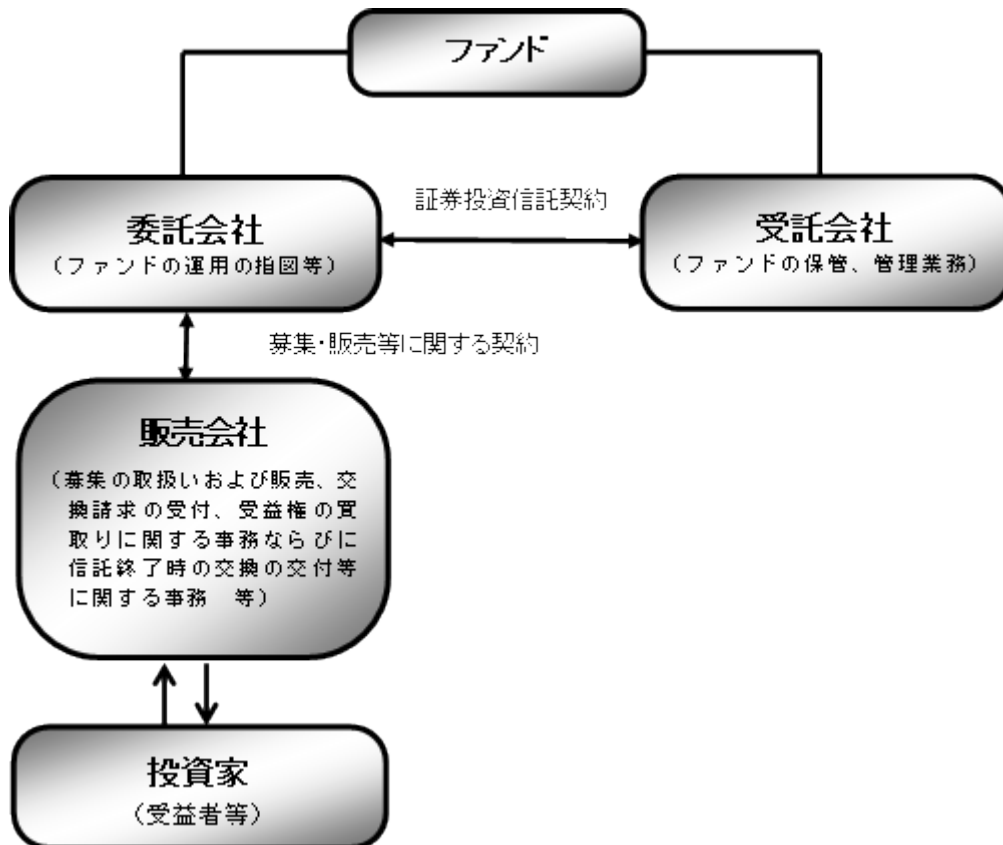 ファンド
証券投資信託契約
委託会社
（ファンドの運用の指図等）
受託会社
（ファンドの保管、管理業務）
募集・販売等に関する契約
販売会社
（募集の取扱いおよび販売、交
換請求の受付、受益権の買
取りに関する事務ならびに
信託終了時の交換の交付等
に関する事務　等）
投資家
（受益者等）